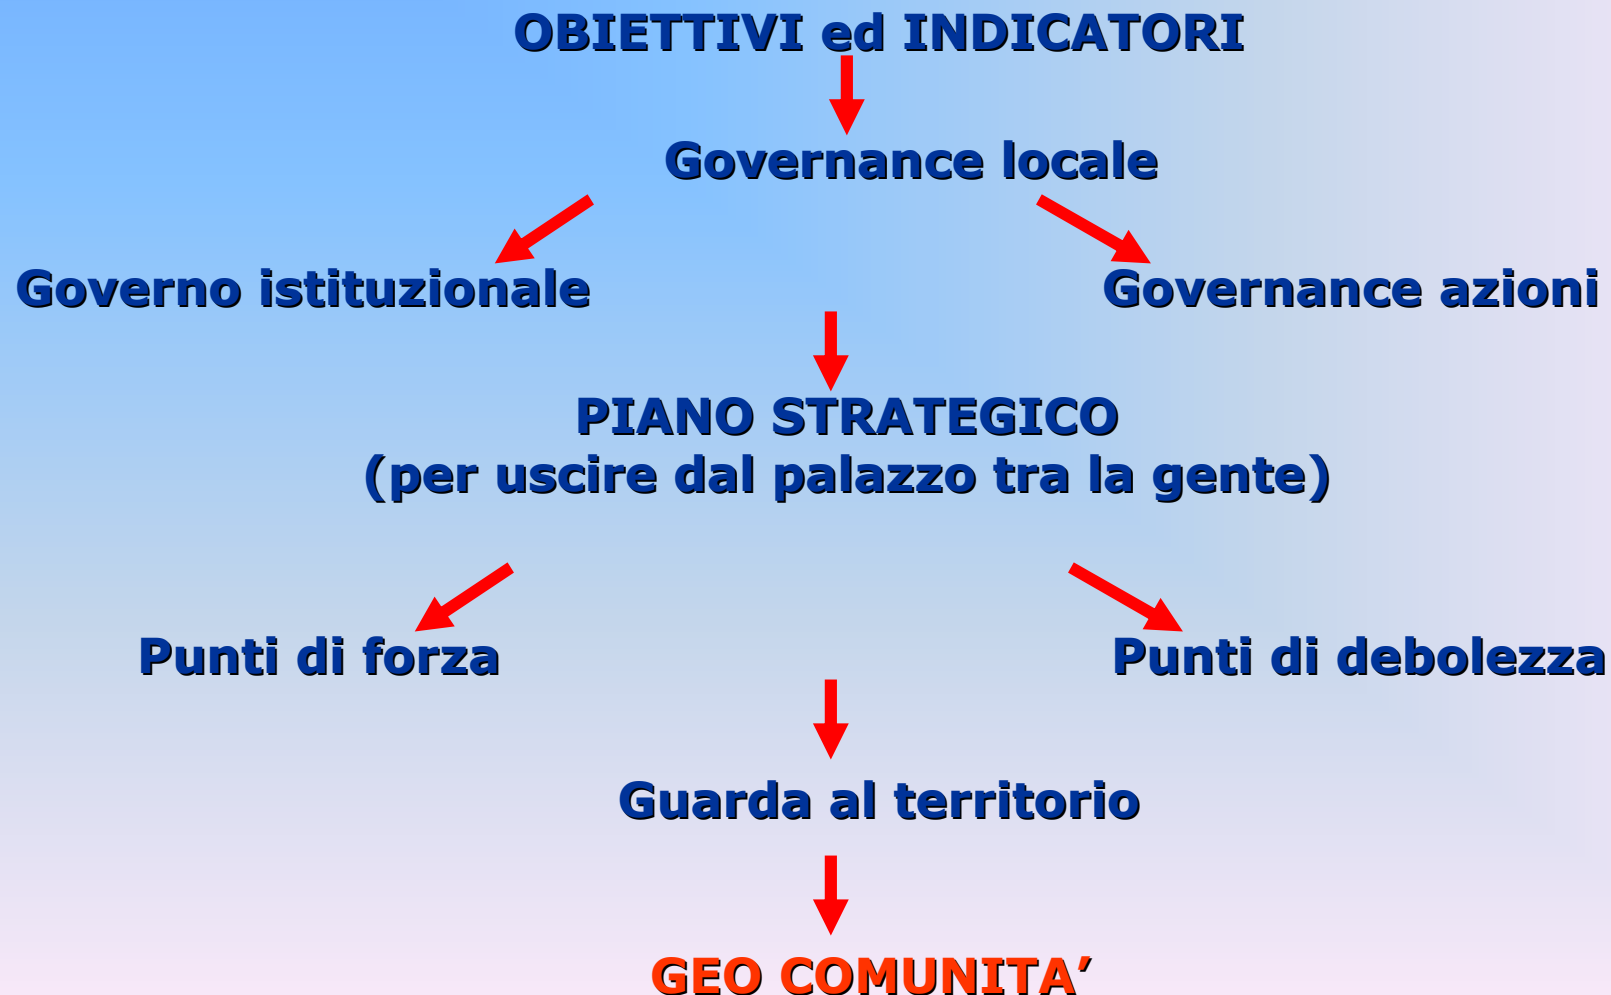 OBIETTIVI ed INDICATORI
Governance locale
Governo istituzionale
Governance azioni
PIANO STRATEGICO
(per uscire dal palazzo tra la gente)
Punti di forza
Punti di debolezza
Guarda al territorio
GEO COMUNITA’